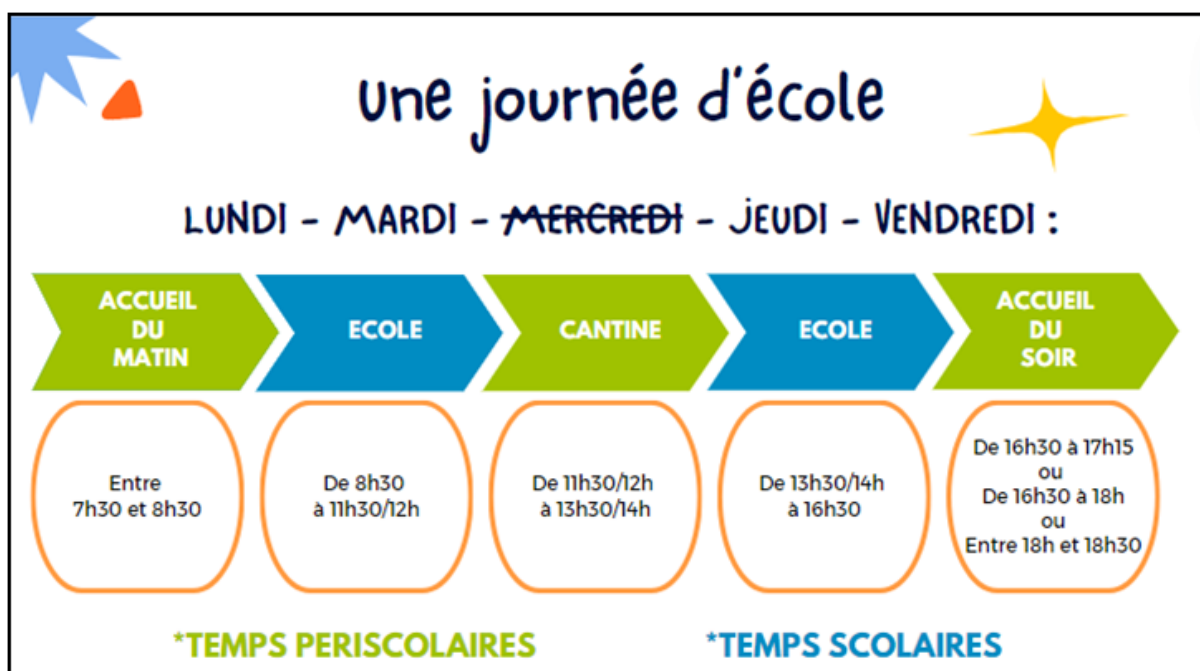 une journée d'école
LUNDI - MARDI - MERCREDI - JEUDI - VENDREDI :
ACCUEIL
DU
MATIN
ECOLE
CANTINE
ECOLE
ACCUEIL
DU
SOIR
Entre
7h30 et 8h30
De 8h30
à 11h30/12h
De 11h30/12h
à 13h30/14h
De 13h30/14h
à 16h30
De 16h30 à 17h15
ou
De 16h30 à 18h
ou
Entre 18h et 18h30
*TEMPS PERISCOLAIRES
*TEMPS SCOLAIRES